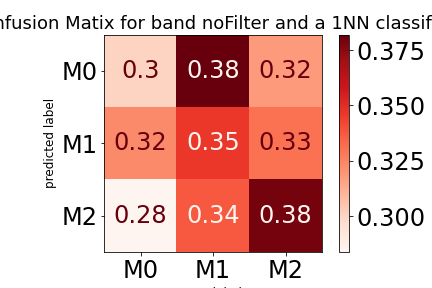 nfusion Matix for band noFilter and a 1NN classif
M0 0.3 0.38 0.32
M1 0.32 0.35 0.33
M2 0.28 0.34 0.38
M0 M1 M2
predicted label
0.375
0.350
0.325
0.300